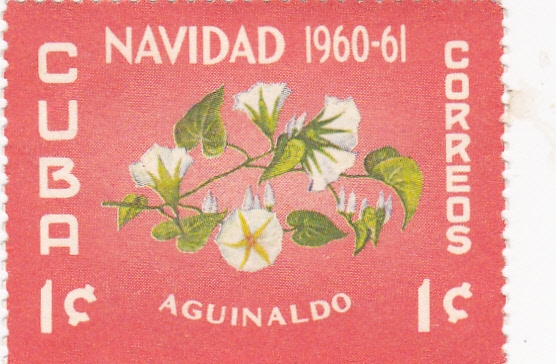 NAVIDAD 1960-61
CUBA
CORREOS
AGUINALDO
1¢
1¢